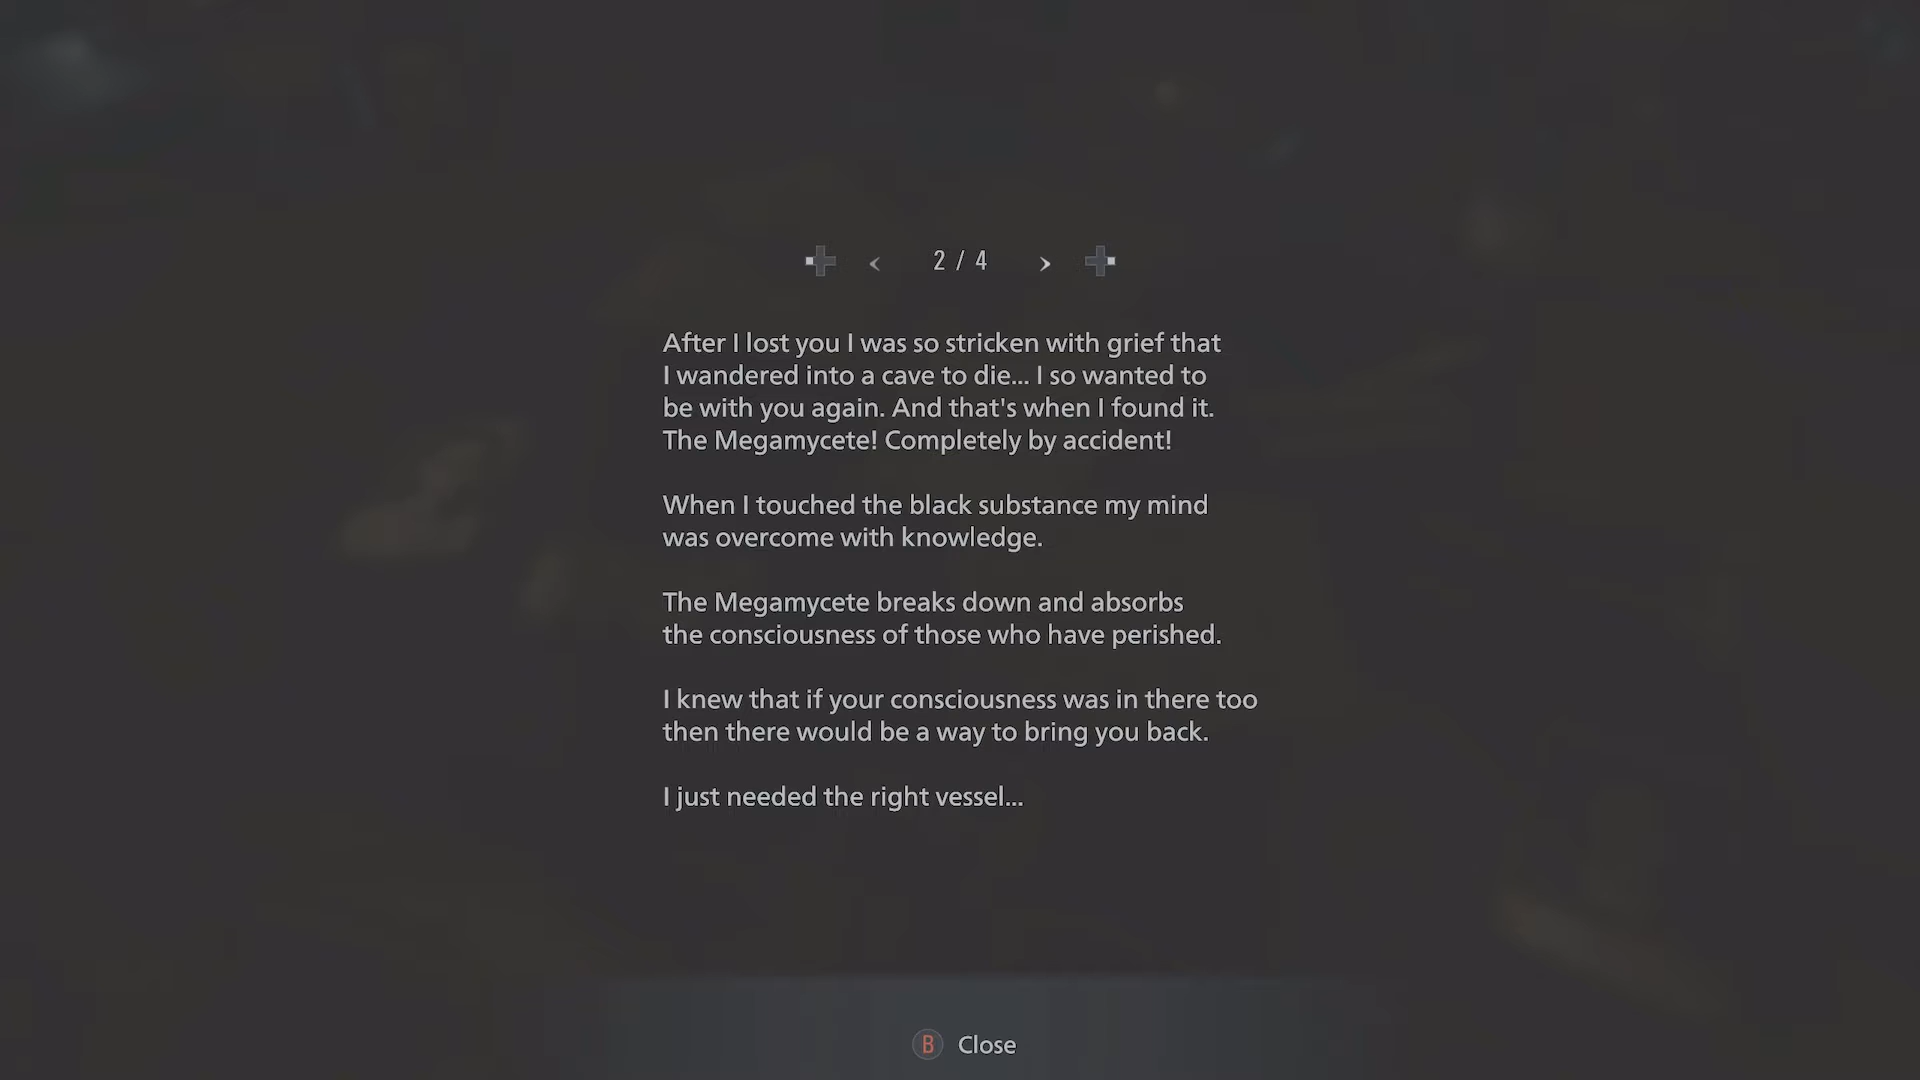 2 / 4
After I lost you I was so stricken with grief that
I wandered into a cave to die... I so wanted to
be with you again. And that's when I found it.
The Megamycete! Completely by accident!
When I touched the black substance my mind
was overcome with knowledge.
The Megamycete breaks down and absorbs
the consciousness of those who have perished.
I knew that if your consciousness was in there too
then there would be a way to bring you back.
I just needed the right vessel...
B Close